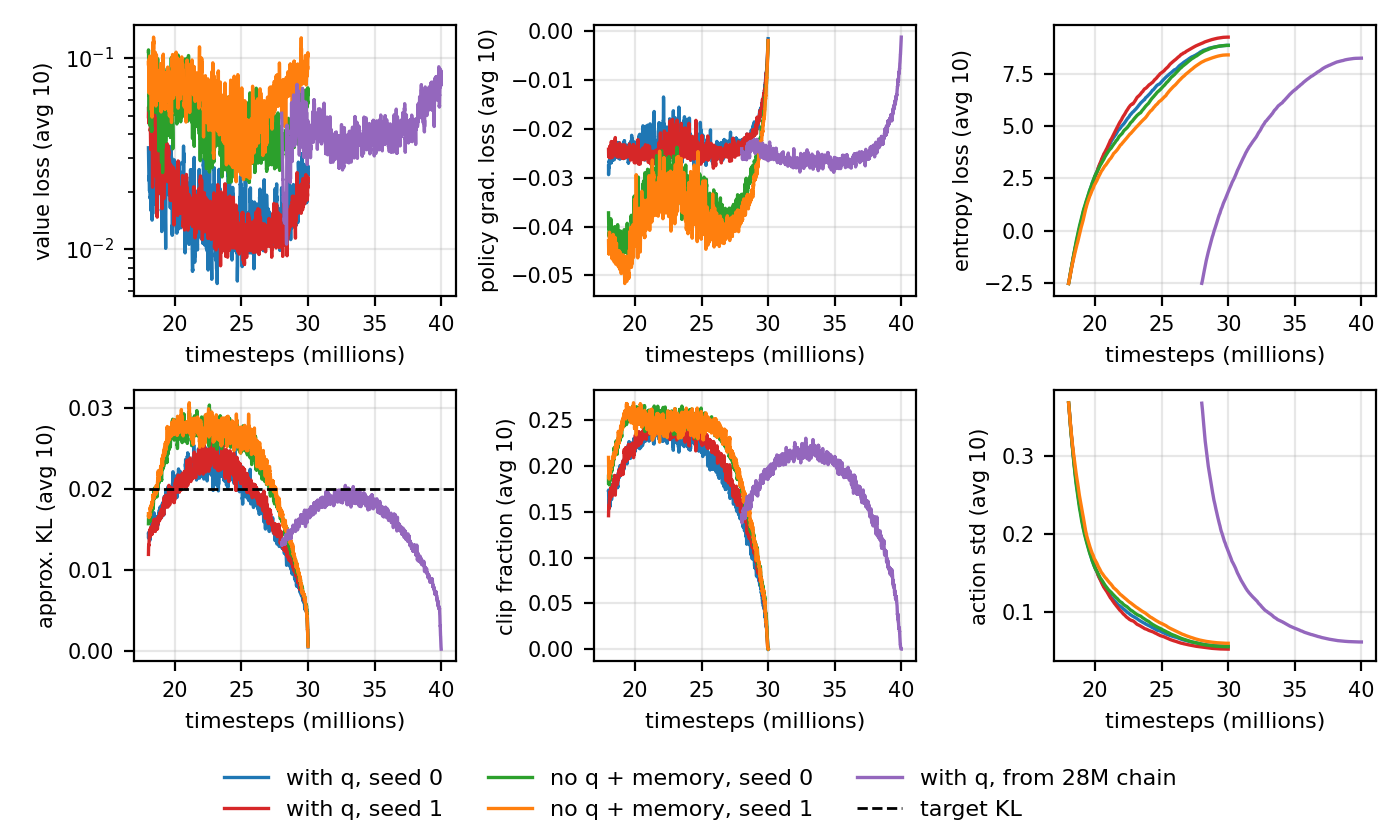 value loss (avg 10)
10⁻¹
10⁻²
20 25 30 35 40
timesteps (millions)
policy grad. loss (avg 10)
0.00
−0.01
−0.02
−0.03
−0.04
−0.05
20 25 30 35 40
timesteps (millions)
entropy loss (avg 10)
7.5
5.0
2.5
0.0
−2.5
20 25 30 35 40
timesteps (millions)
approx. KL (avg 10)
0.03
0.02
0.01
0.00
20 25 30 35 40
timesteps (millions)
clip fraction (avg 10)
0.25
0.20
0.15
0.10
0.05
0.00
20 25 30 35 40
timesteps (millions)
action std (avg 10)
0.3
0.2
0.1
20 25 30 35 40
timesteps (millions)
with q, seed 0
with q, seed 1
no q + memory, seed 0
no q + memory, seed 1
with q, from 28M chain
target KL